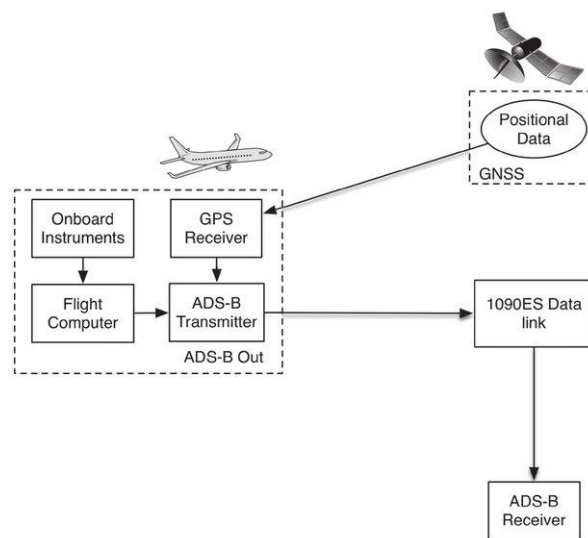 Positional
Data
GNSS
Onboard
Instruments
GPS
Receiver
Flight
Computer
ADS-B
Transmitter
ADS-B Out
1090ES Data
link
ADS-B
Receiver